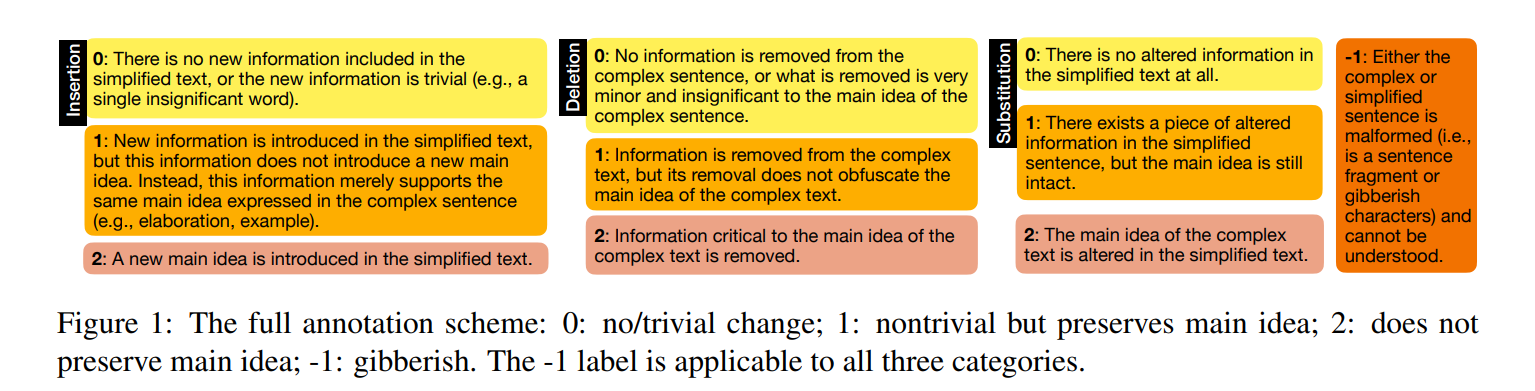 Insertion
0: There is no new information included in the
simplified text, or the new information is trivial (e.g., a
single insignificant word).
1: New information is introduced in the simplified text,
but this information does not introduce a new main
idea. Instead, this information merely supports the
same main idea expressed in the complex sentence
(e.g., elaboration, example).
2: A new main idea is introduced in the simplified text.
Deletion
0: No information is removed from the
complex sentence, or what is removed is very
minor and insignificant to the main idea of the
complex sentence.
1: Information is removed from the complex
text, but its removal does not obfuscate the
main idea of the complex text.
2: Information critical to the main idea of the
complex text is removed.
Substitution
0: There is no altered information in
the simplified text at all.
1: There exists a piece of altered
information in the simplified
sentence, but the main idea is still
intact.
2: The main idea of the complex
text is altered in the simplified text.
-1: Either the
complex or
simplified
sentence is
malformed (i.e.,
is a sentence
fragment or
gibberish
characters) and
cannot be
understood.
Figure 1: The full annotation scheme: 0: no/trivial change; 1: nontrivial but preserves main idea; 2: does not
preserve main idea; -1: gibberish. The -1 label is applicable to all three categories.